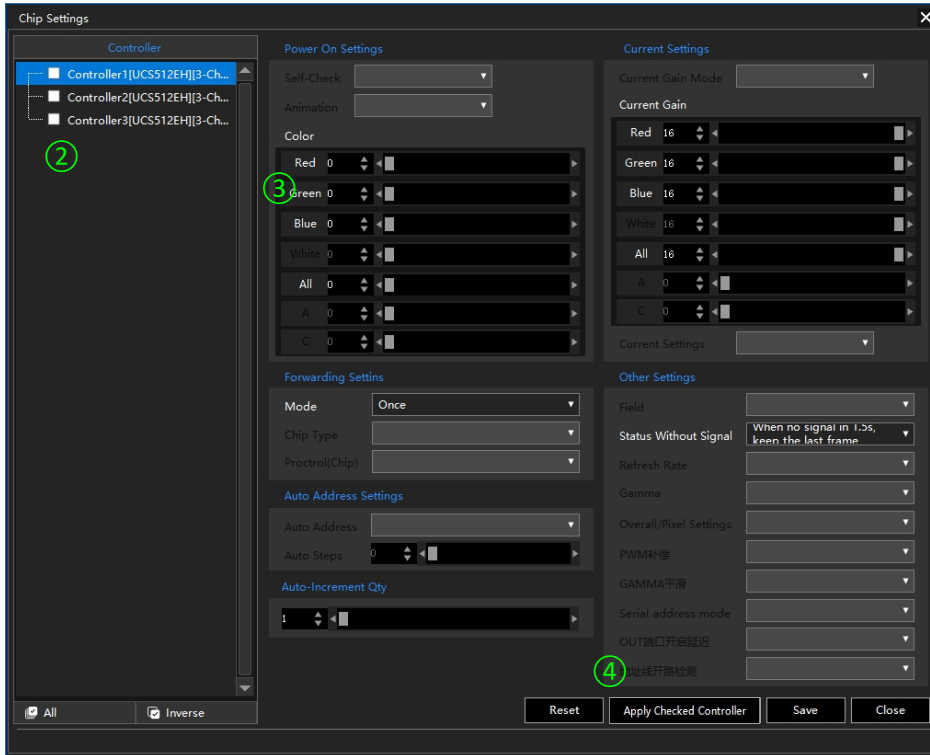 Chip Settings
Controller
Controller1[UCS512EH][3-Ch...
Controller2[UCS512EH][3-Ch...
Controller3[UCS512EH][3-Ch...
②
All
Inverse
Power On Settings
Self-Check
Animation
Color
③
Red 0
Green 0
Blue 0
White 0
All 0
A 0
C 0
Forwarding Settins
Mode Once
Chip Type
Proctrol(Chip)
Auto Address Settings
Auto Address
Auto Steps 0
Auto-Increment Qty
1
Current Settings
Current Gain Mode
Current Gain
Red 16
Green 16
Blue 16
White 16
All 16
A 0
C 0
Current Settings
Other Settings
Field
Status Without Signal When no signal in 1.5s,
keep the last frame
Refresh Rate
Gamma
Overall/Pixel Settings
PWM补偿
GAMMA平滑
Serial address mode
OUT端口开启延迟
④
址线开路检测
Reset
Apply Checked Controller
Save
Close